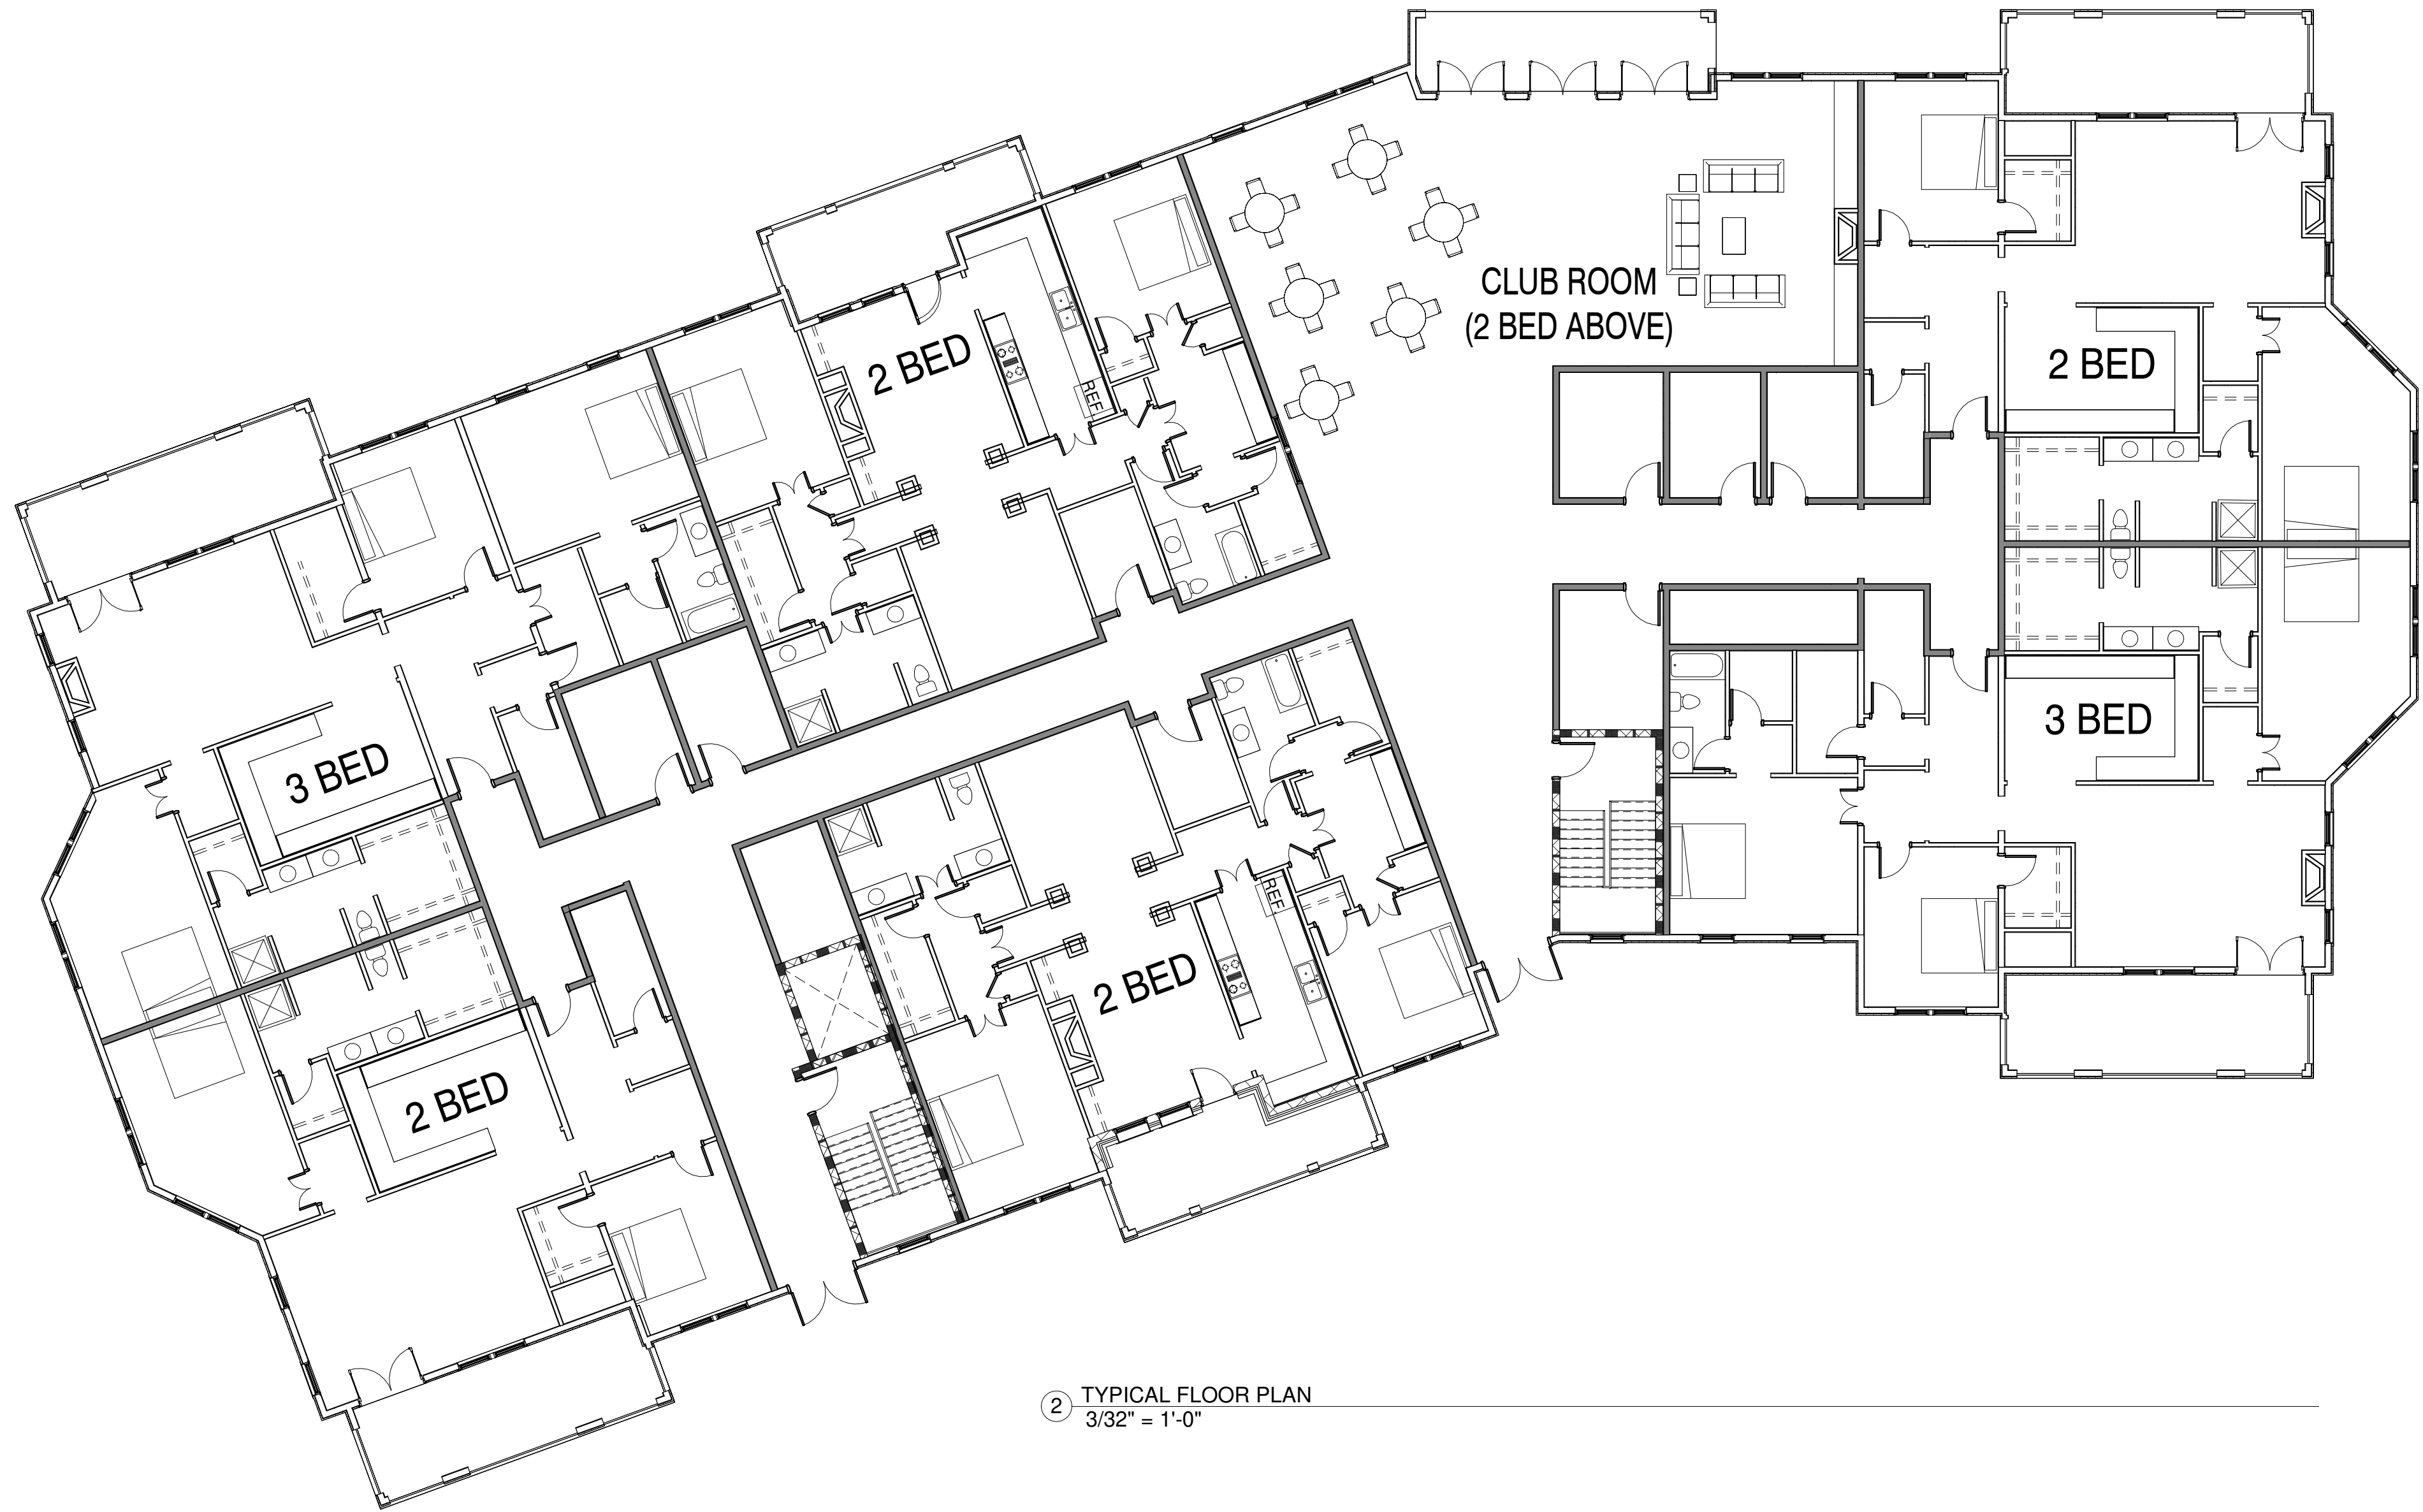 CLUB ROOM
(2 BED ABOVE)
2 BED
REF.
2 BED
3 BED
3 BED
2 BED
REF.
2 BED
2 TYPICAL FLOOR PLAN
3/32" = 1'-0"